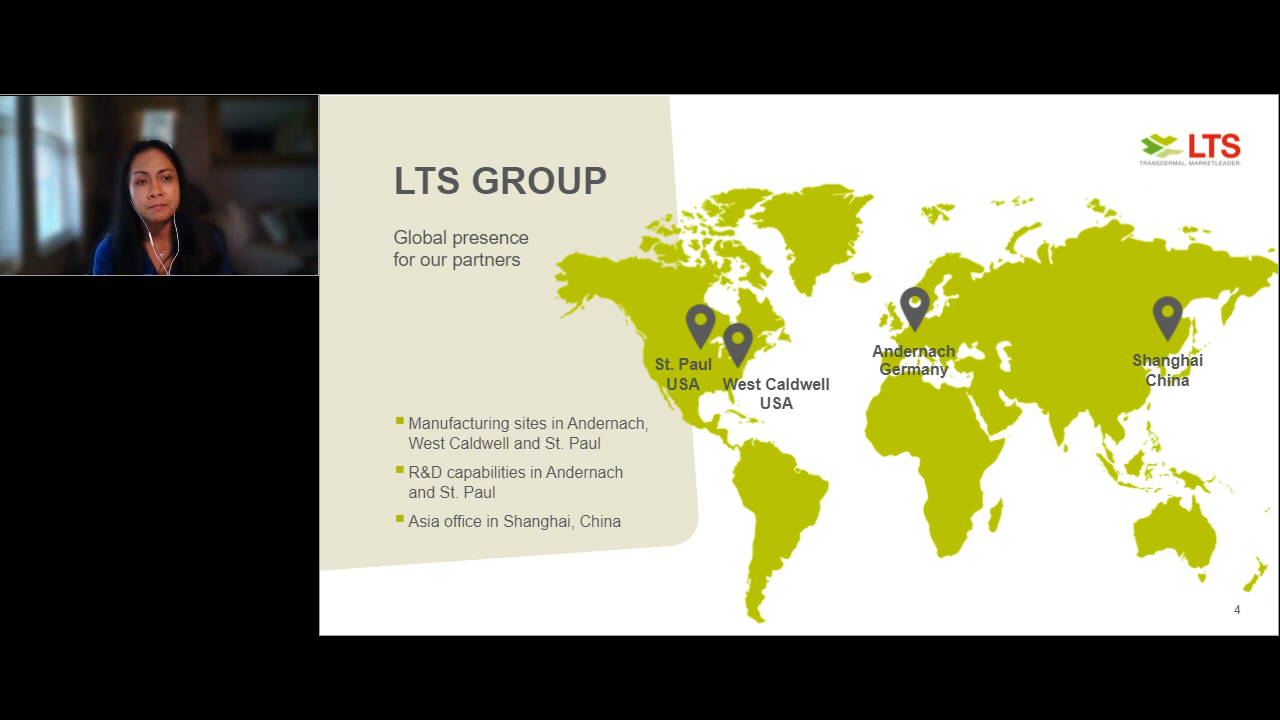 LTS
TRANSDERMAL. MARKETLEADER.
LTS GROUP
Global presence
for our partners
St. Paul
USA
West Caldwell
USA
Andernach
Germany
Shanghai
China
Manufacturing sites in Andernach,
West Caldwell and St. Paul
R&D capabilities in Andernach
and St. Paul
Asia office in Shanghai, China
4